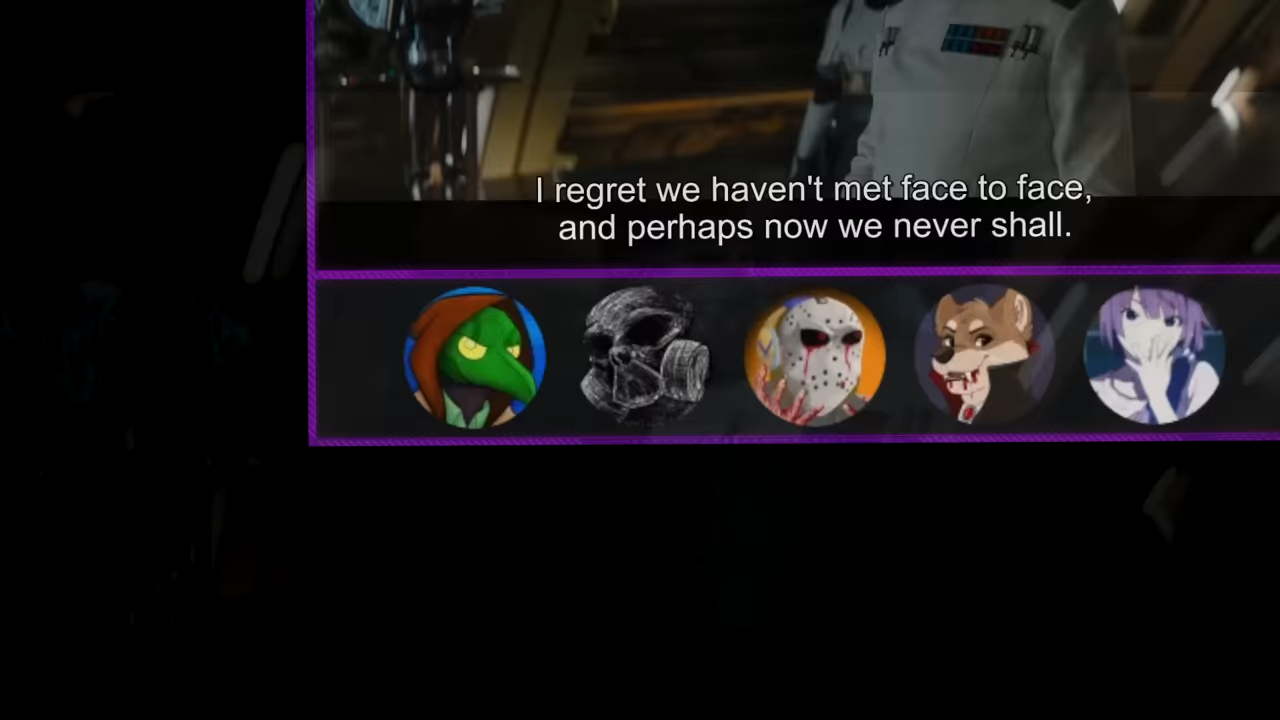 I regret we haven't met face to face,
and perhaps now we never shall.